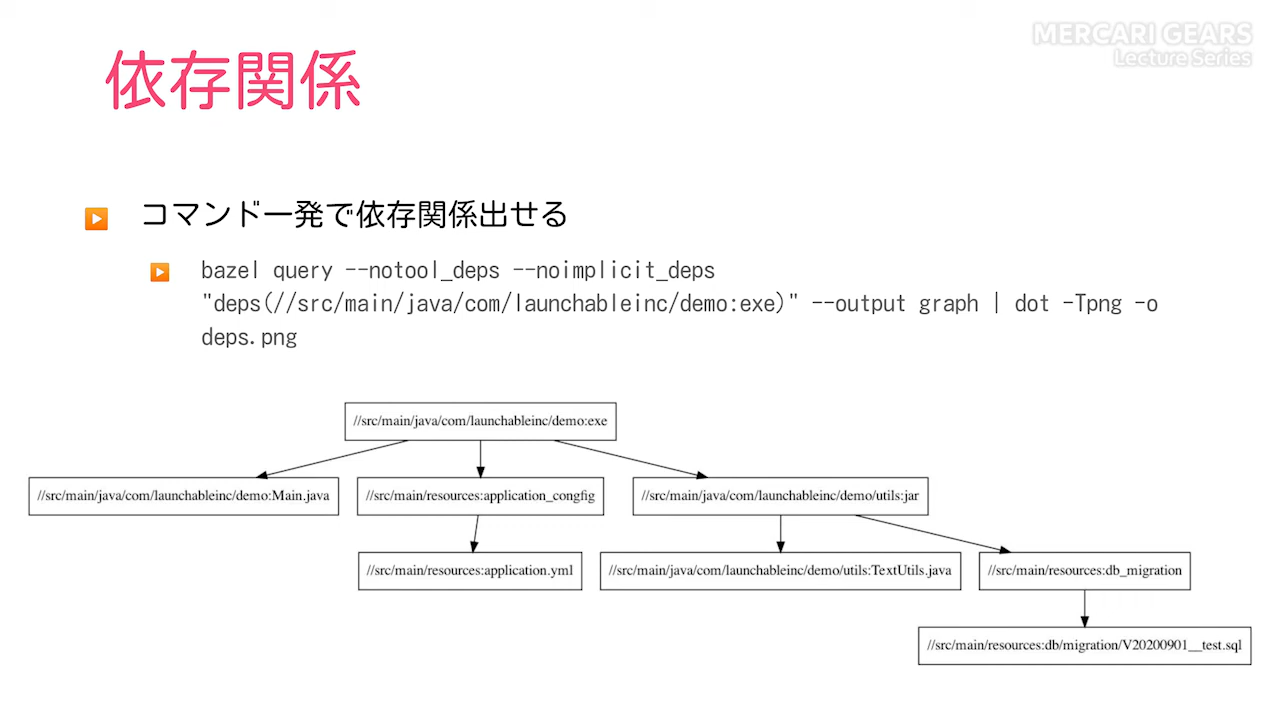 MERCARI GEARS
Lecture Series
依存関係
コマンド一発で依存関係出せる
bazel query --notool_deps --noimplicit_deps
"deps(//src/main/java/com/launchableinc/demo:exe)" --output graph | dot -Tpng -o
deps.png
//src/main/java/com/launchableinc/demo:exe
//src/main/java/com/launchableinc/demo:Main.java
//src/main/resources:application_congfig
//src/main/java/com/launchableinc/demo/utils:jar
//src/main/resources:application.yml
//src/main/java/com/launchableinc/demo/utils:TextUtils.java
//src/main/resources:db_migration
//src/main/resources:db/migration/V20200901__test.sql